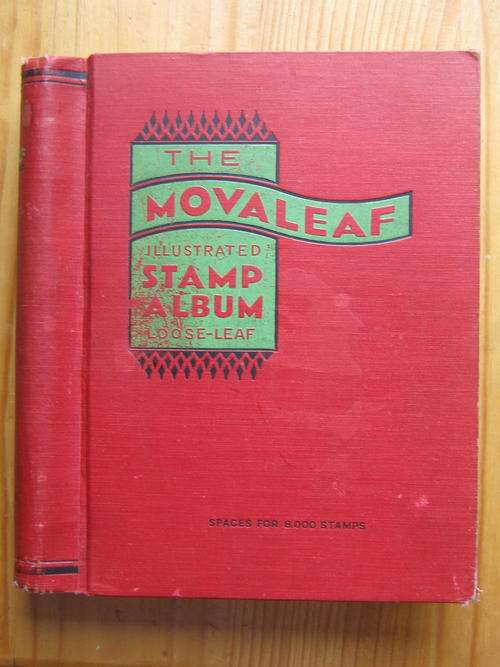 THE
MOVALEAF
ILLUSTRATED
STAMP
ALBUM
LOOSE-LEAF
SPACES FOR 8,000 STAMPS